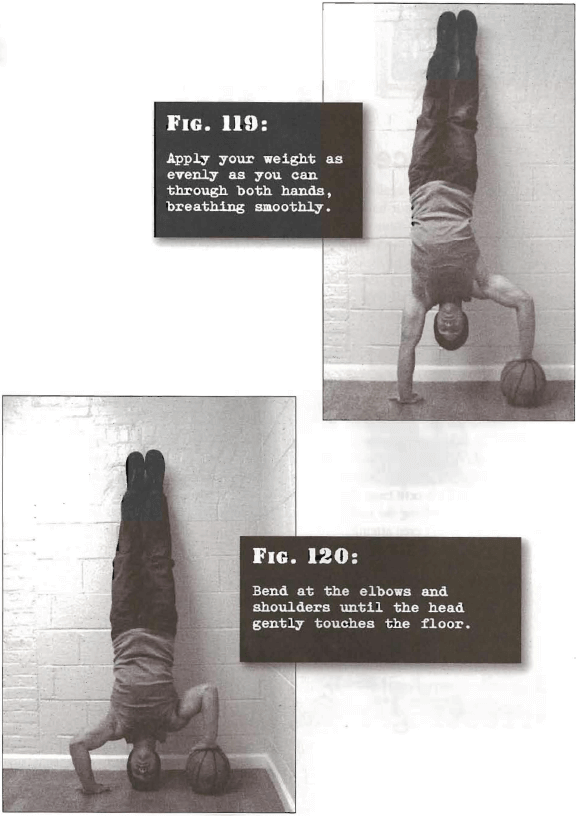 Fig. 119:
Apply your weight as
evenly as you can
through both hands,
breathing smoothly.
Fig. 120:
Bend at the elbows and
shoulders until the head
gently touches the floor.